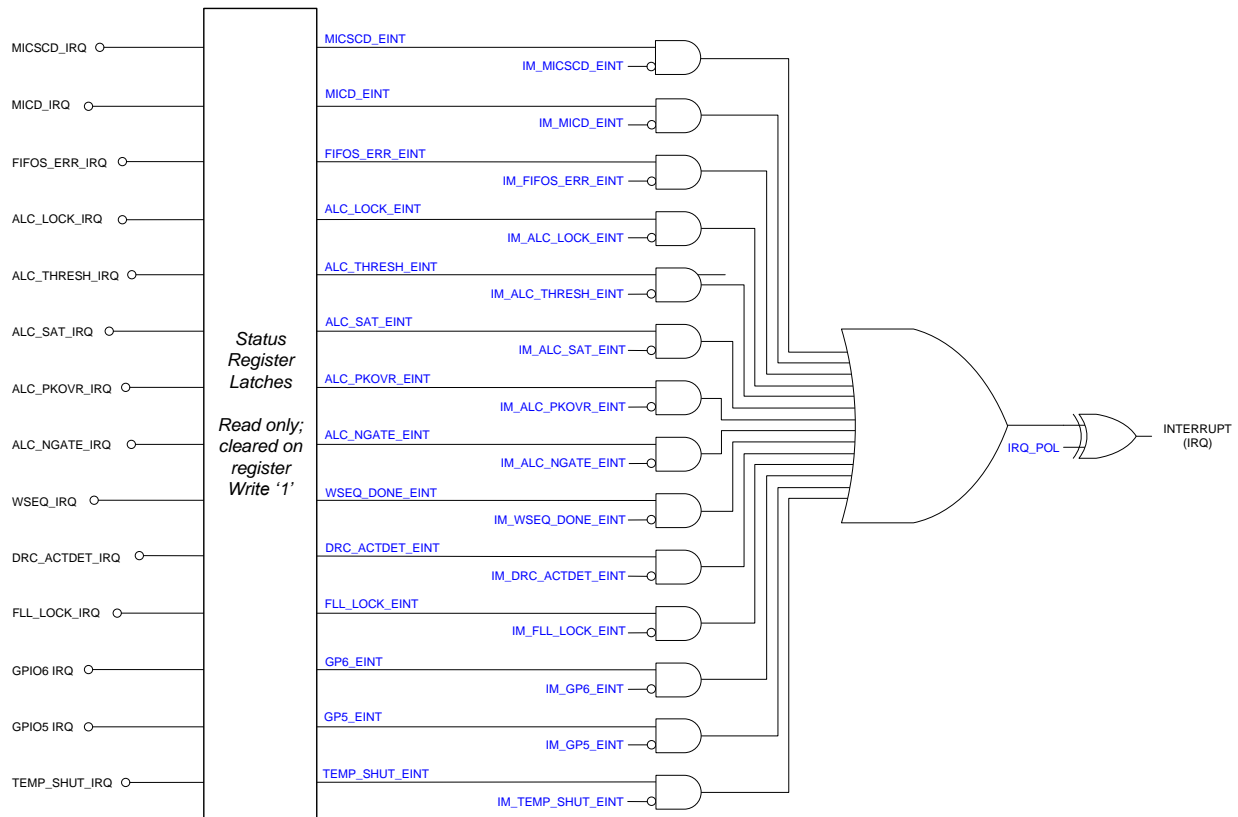 MICSCD_IRQ
MICSCD_EINT
IM_MICSCD_EINT
MICD_IRQ
MICD_EINT
IM_MICD_EINT
FIFOS_ERR_IRQ
FIFOS_ERR_EINT
IM_FIFOS_ERR_EINT
ALC_LOCK_IRQ
ALC_LOCK_EINT
IM_ALC_LOCK_EINT
ALC_THRESH_IRQ
ALC_THRESH_EINT
IM_ALC_THRESH_EINT
ALC_SAT_IRQ
ALC_SAT_EINT
IM_ALC_SAT_EINT
ALC_PKOVR_IRQ
ALC_PKOVR_EINT
IM_ALC_PKOVR_EINT
ALC_NGATE_IRQ
ALC_NGATE_EINT
IM_ALC_NGATE_EINT
WSEQ_IRQ
WSEQ_DONE_EINT
IM_WSEQ_DONE_EINT
DRC_ACTDET_IRQ
DRC_ACTDET_EINT
IM_DRC_ACTDET_EINT
FLL_LOCK_IRQ
FLL_LOCK_EINT
IM_FLL_LOCK_EINT
GPIO6 IRQ
GP6_EINT
IM_GP6_EINT
GPIO5 IRQ
GP5_EINT
IM_GP5_EINT
TEMP_SHUT_IRQ
TEMP_SHUT_EINT
IM_TEMP_SHUT_EINT
Status
Register
Latches
Read only;
cleared on
register
Write ‘1’
IRQ_POL
INTERRUPT
(IRQ)